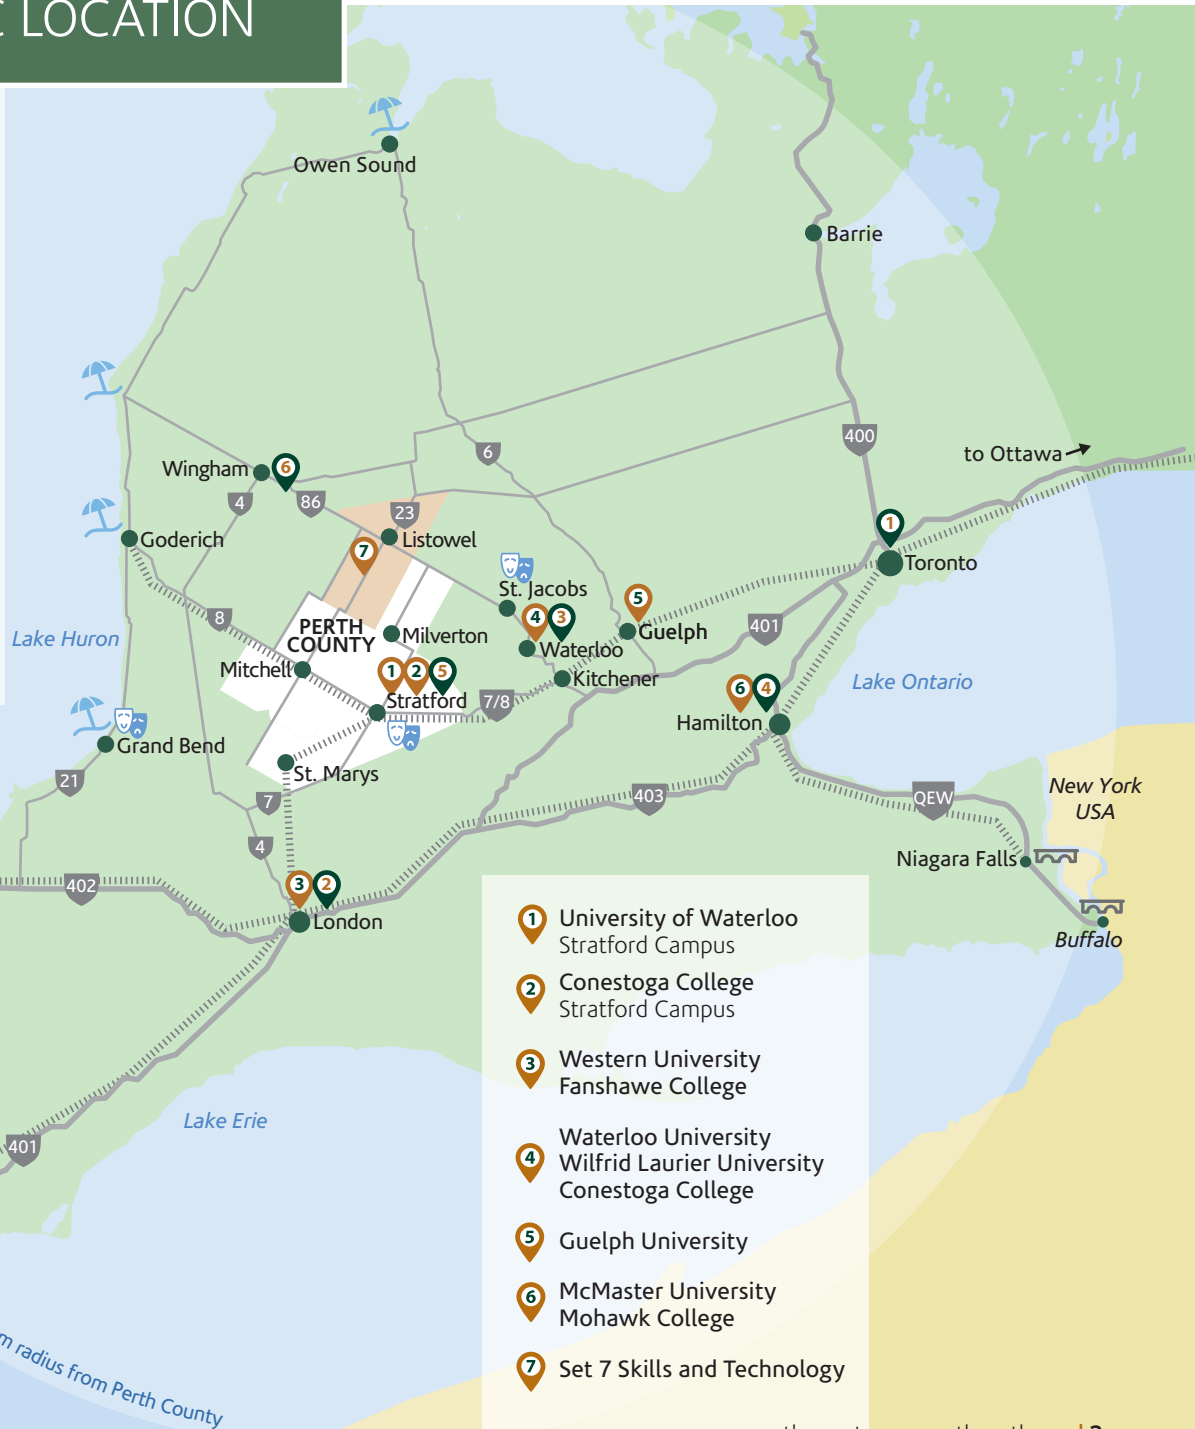 LOCATION
Owen Sound
Barrie
6
400
to Ottawa
Wingham
6
4
86
23
1
Goderich
Listowel
7
Toronto
St. Jacobs
5
8
4
3
401
Lake Huron
PERTH
COUNTY
Milverton
Guelph
Waterloo
Mitchell
1
2
5
Kitchener
6
4
Lake Ontario
Stratford
7/8
Hamilton
Grand Bend
St. Marys
21
7
403
QEW
New York
USA
4
Niagara Falls
402
3
2
London
Buffalo
1
University of Waterloo
Stratford Campus
2
Conestoga College
Stratford Campus
3
Western University
Fanshawe College
Lake Erie
401
4
Waterloo University
Wilfrid Laurier University
Conestoga College
5
Guelph University
6
McMaster University
Mohawk College
7
Set 7 Skills and Technology
radius from Perth County